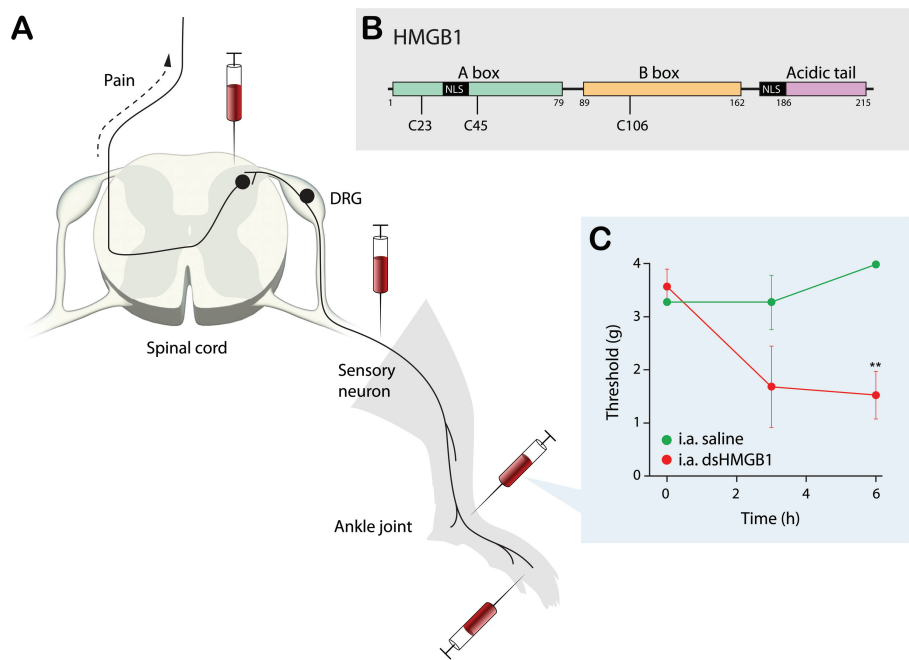 A
Pain
DRG
Spinal cord
Sensory
neuron
Ankle joint
B
HMGB1
A box
B box
Acidic tail
NLS
NLS
1
79
89
162
186
215
C23
C45
C106
C
4
3
2
1
0
Threshold (g)
**
i.a. saline
i.a. dsHMGB1
0
2
4
6
Time (h)